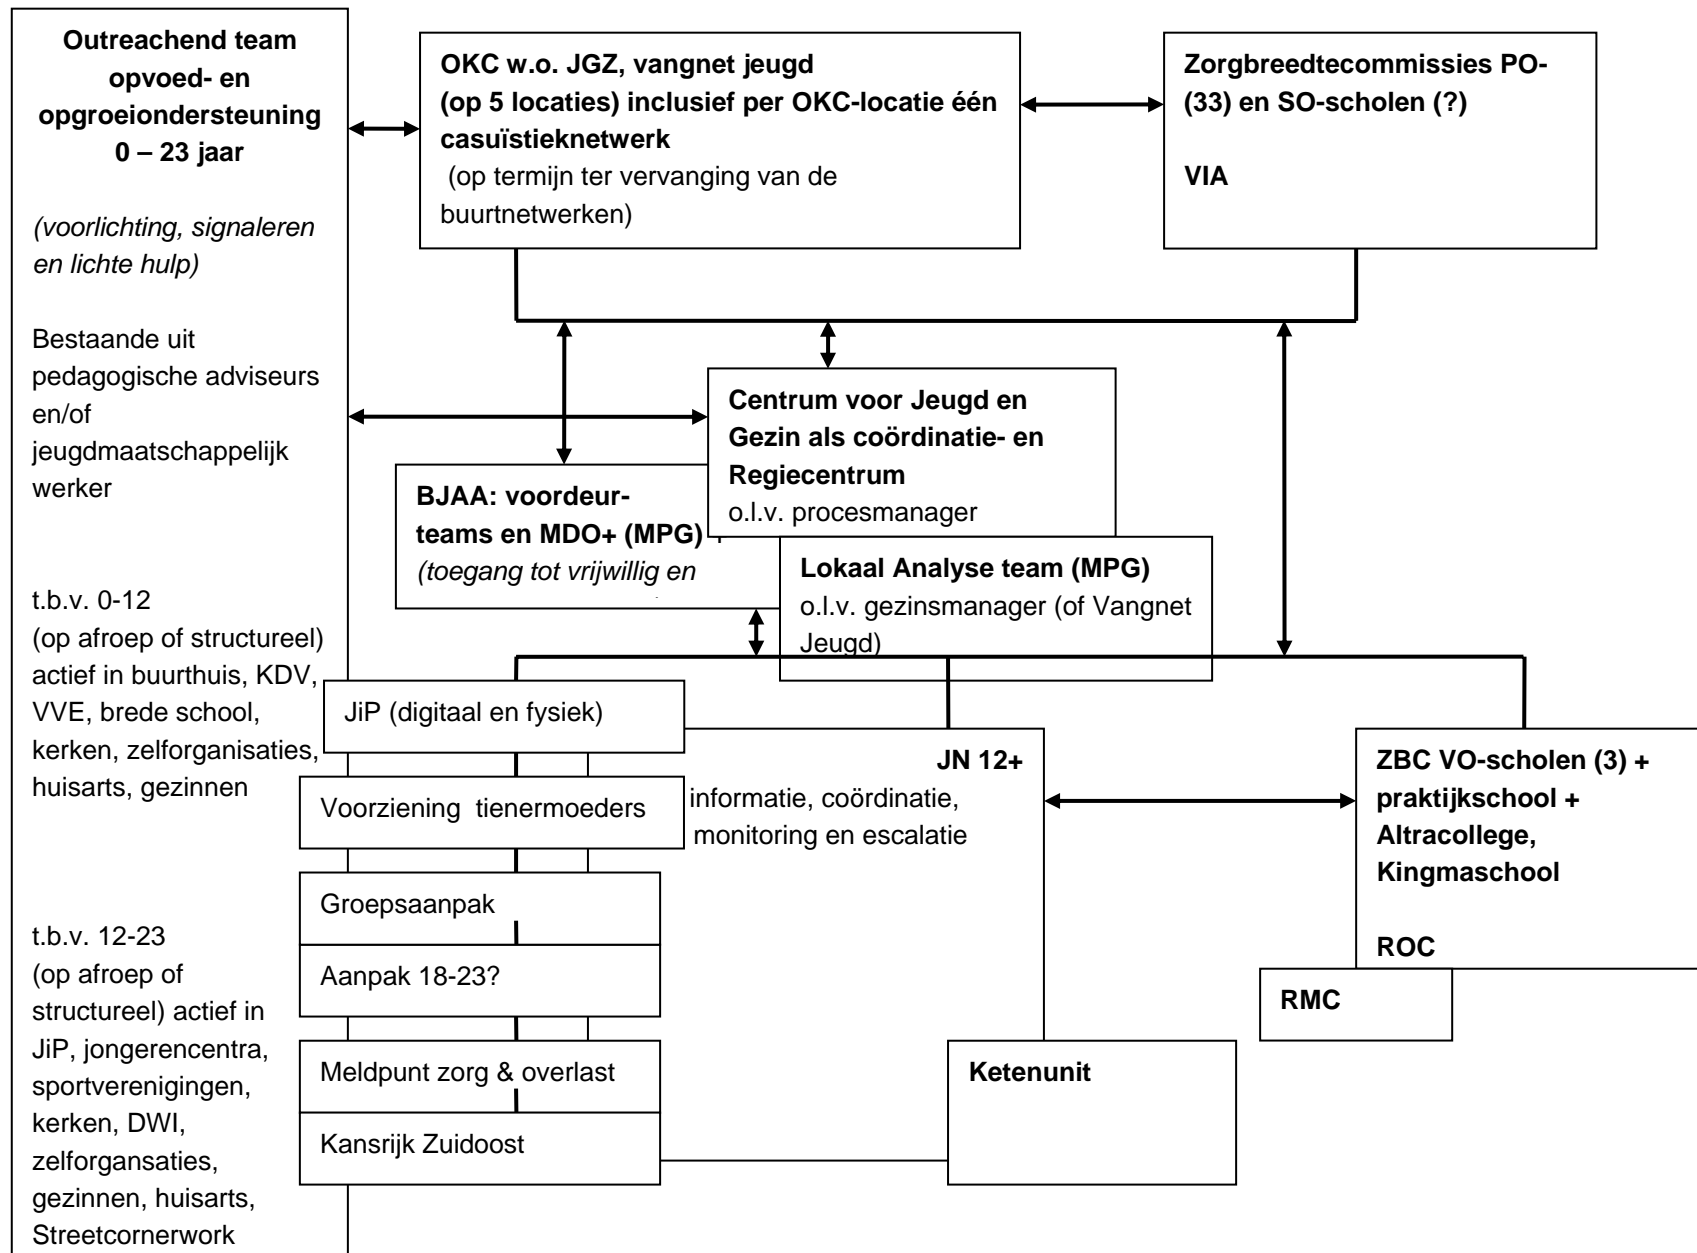 Outreachend team
opvoed- en
opgroeiondersteuning
0 – 23 jaar
(voorlichting, signaleren
en lichte hulp)
Bestaande uit
pedagogische adviseurs
en/of
jeugdmaatschappelijk
werker
t.b.v. 0-12
(op afroep of structureel)
actief in buurthuis, KDV,
VVE, brede school,
kerken, zelforganisaties,
huisarts, gezinnen
t.b.v. 12-23
(op afroep of
structureel) actief in
JiP, jongerencentra,
sportverenigingen,
kerken, DWI,
zelforgansaties,
gezinnen, huisarts,
Streetcornerwork
OKC w.o. JGZ, vangnet jeugd
(op 5 locaties) inclusief per OKC-locatie één
casuïstieknetwerk
(op termijn ter vervanging van de
buurtnetwerken)
Zorgbreedtecommissies PO-
(33) en SO-scholen (?)
VIA
Centrum voor Jeugd en
Gezin als coördinatie- en
Regiecentrum
o.l.v. procesmanager
BJAA: voordeur-
teams en MDO+ (MPG)
(toegang tot vrijwillig en
Lokaal Analyse team (MPG)
o.l.v. gezinsmanager (of Vangnet
Jeugd)
JiP (digitaal en fysiek)
Voorziening tienermoeders
Groepsaanpak
Aanpak 18-23?
Meldpunt zorg & overlast
Kansrijk Zuidoost
JN 12+
informatie, coördinatie,
monitoring en escalatie
ZBC VO-scholen (3) +
praktijkschool +
Altracollege,
Kingmaschool
ROC
RMC
Ketenunit